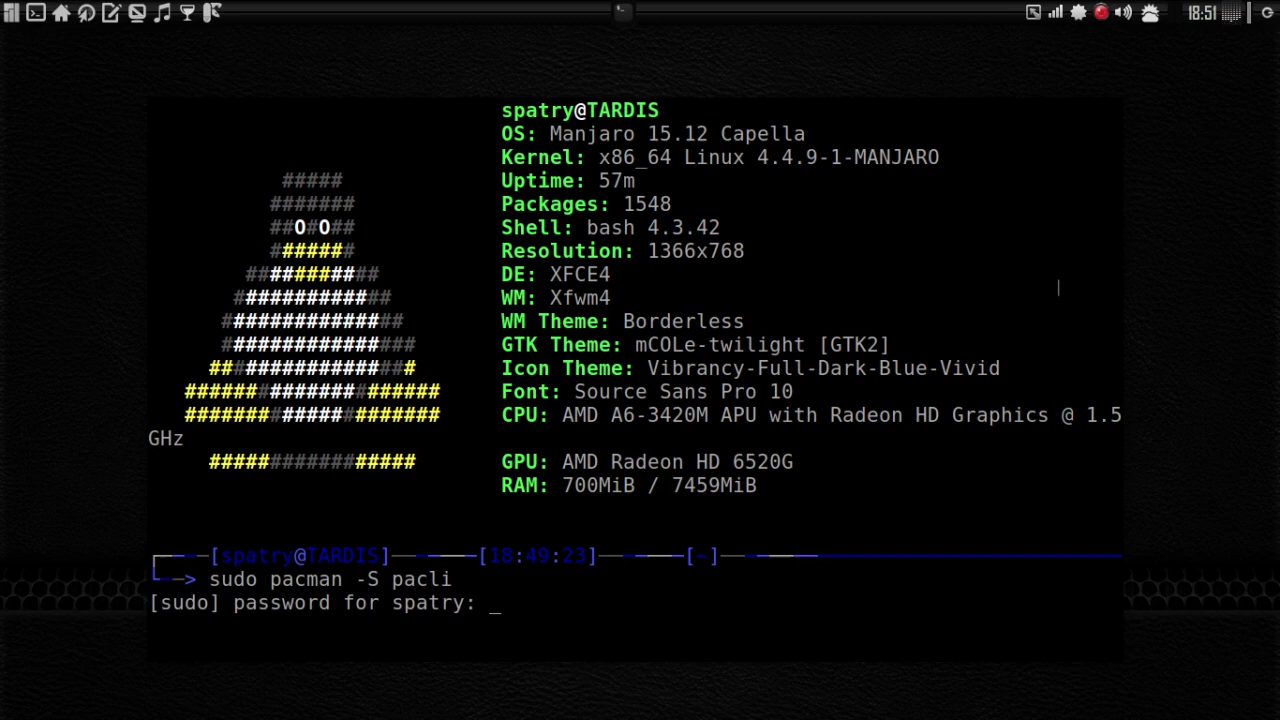 18:51
spatry@TARDIS
OS: Manjaro 15.12 Capella
Kernel: x86_64 Linux 4.4.9-1-MANJARO
#####
Uptime: 57m
#######
Packages: 1548
##O#O##
Shell: bash 4.3.42
#######
Resolution: 1366x768
###########
DE: XFCE4
#############
WM: Xfwm4
###############
WM Theme: Borderless
################
GTK Theme: mCOLe-twilight [GTK2]
#################
Icon Theme: Vibrancy-Full-Dark-Blue-Vivid
#####################
Font: Source Sans Pro 10
#####################
CPU: AMD A6-3420M APU with Radeon HD Graphics @ 1.5
GHz
#################
GPU: AMD Radeon HD 6520G
RAM: 700MiB / 7459MiB
[spatry@TARDIS] [18:49:23] [~]
> sudo pacman -S pacli
[sudo] password for spatry: _